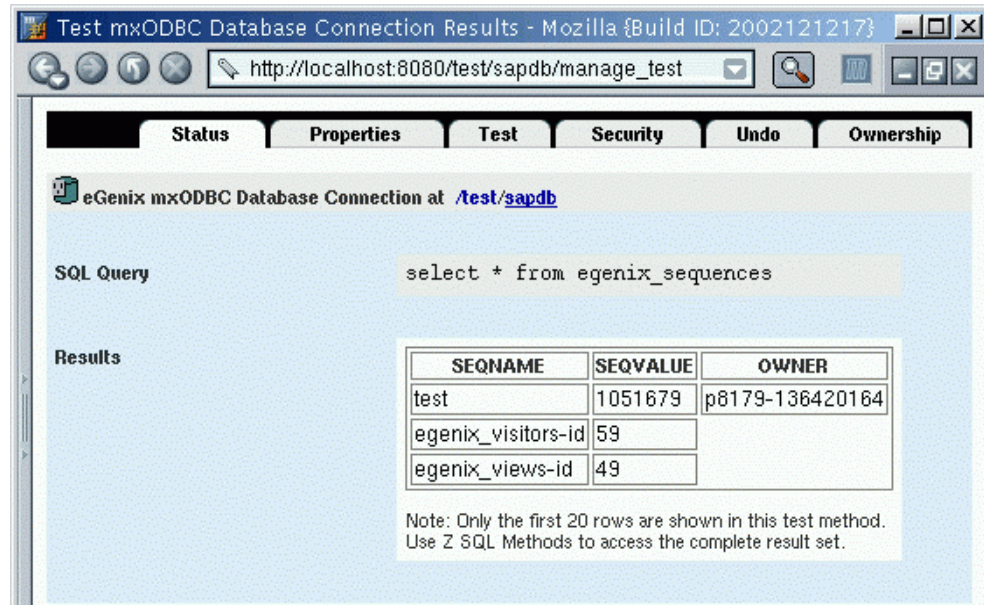 Test mxODBC Database Connection Results - Mozilla {Build ID: 2002121217}
http://localhost:8080/test/sapdb/manage_test
Status Properties Test Security Undo Ownership
eGenix mxODBC Database Connection at /test/sapdb
SQL Query select * from egenix_sequences
Results
SEQNAME SEQVALUE OWNER
test 1051679 p8179-136420164
egenix_visitors-id 59
egenix_views-id 49
Note: Only the first 20 rows are shown in this test method.
Use Z SQL Methods to access the complete result set.